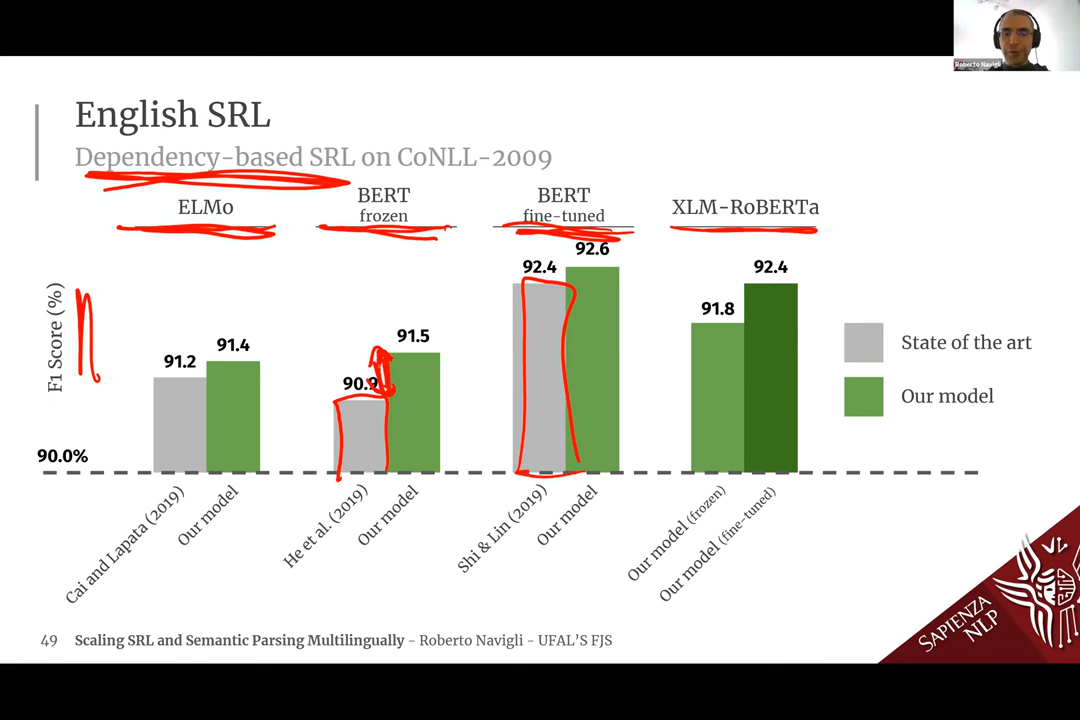 Roberto Navigli
English SRL
Dependency-based SRL on CoNLL-2009
ELMo
BERT
frozen
BERT
fine-tuned
XLM-RoBERTa
F1 Score (%)
90.0%
91.2
91.4
90.9
91.5
92.4
92.6
91.8
92.4
State of the art
Our model
Cai and Lapata (2019)
Our model
He et al. (2019)
Our model
Shi & Lin (2019)
Our model
Our model (frozen)
Our model (fine-tuned)
49 Scaling SRL and Semantic Parsing Multilingually - Roberto Navigli - UFAL'S FJS
SAPIENZA
NLP